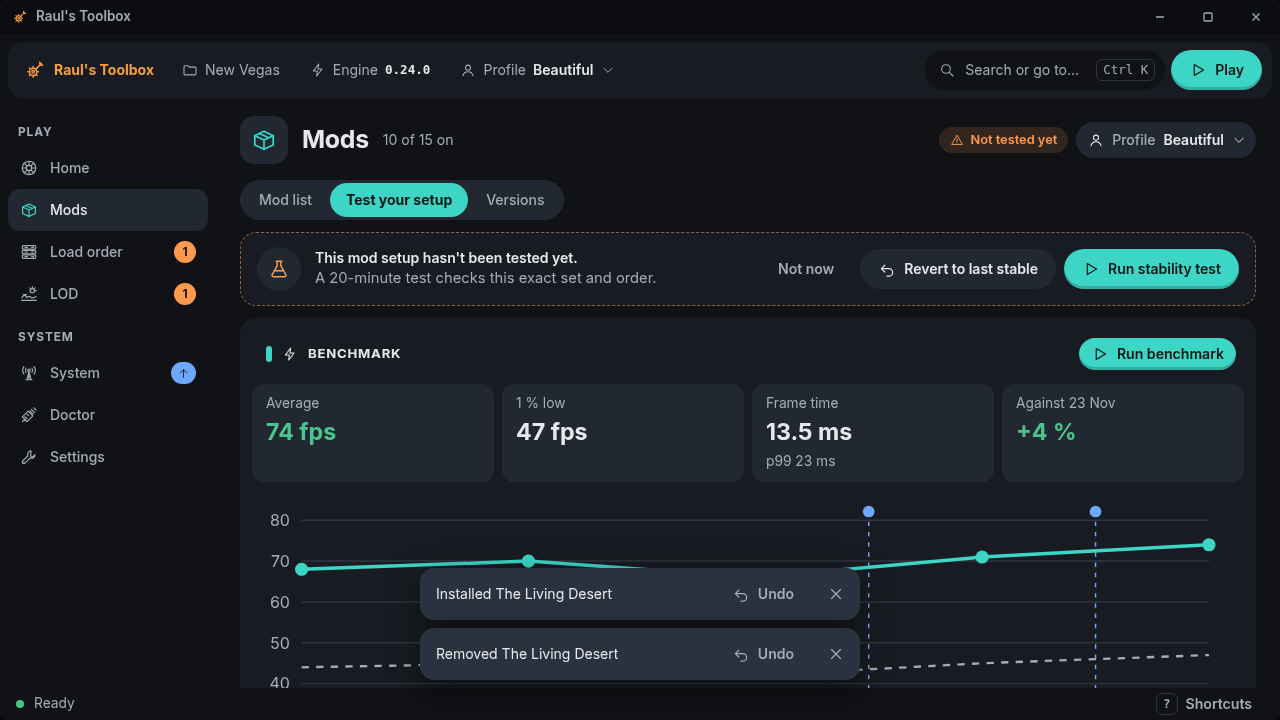 Raul's Toolbox
Raul's Toolbox
New Vegas
Engine 0.24.0
Profile Beautiful
Search or go to...
Ctrl K
Play
PLAY
Home
Mods
Load order
1
LOD
1
SYSTEM
System
Doctor
Settings
Mods
10 of 15 on
Not tested yet
Profile Beautiful
Mod list
Test your setup
Versions
This mod setup hasn't been tested yet.
A 20-minute test checks this exact set and order.
Not now
Revert to last stable
Run stability test
BENCHMARK
Run benchmark
Average
74 fps
1 % low
47 fps
Frame time
13.5 ms
p99 23 ms
Against 23 Nov
+4 %
80
70
60
50
40
Installed The Living Desert
Undo
Removed The Living Desert
Undo
Ready
? Shortcuts